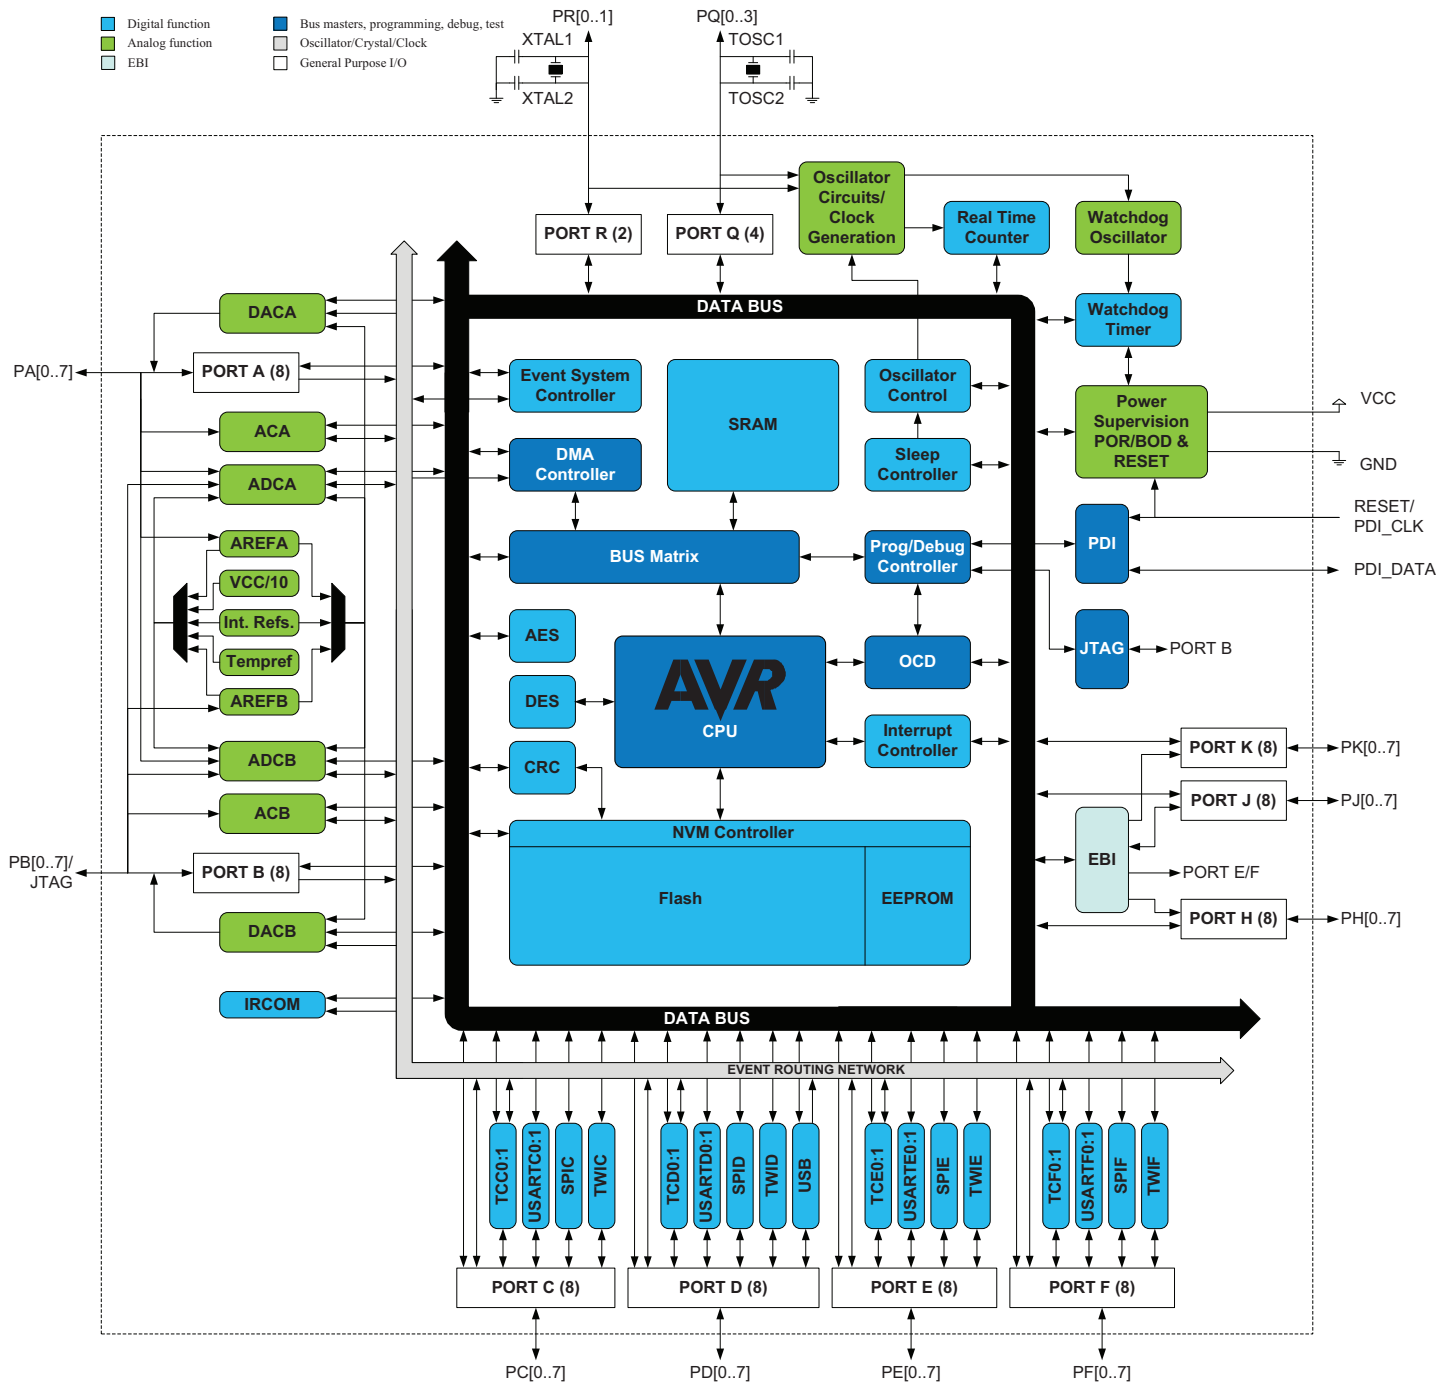 PR[0..1]
PQ[0..3]
Digital function
Bus masters, programming, debug, test
Analog function
Oscillator/Crystal/Clock
EBI
General Purpose I/O
XTAL1
TOSC1
XTAL2
TOSC2
Oscillator
Circuits/
Clock
Generation
PORT R (2)
PORT Q (4)
Real Time
Counter
Watchdog
Oscillator
DATA BUS
DACA
Watchdog
Timer
PA[0..7]
PORT A (8)
Event System
Controller
SRAM
Oscillator
Control
Power
Supervision
POR/BOD &
RESET
VCC
ACA
DMA
Controller
Sleep
Controller
GND
ADCA
RESET/
PDI_CLK
AREFA
BUS Matrix
Prog/Debug
Controller
PDI
PDI_DATA
VCC/10
Int. Refs.
AES
Tempref
AVR
CPU
OCD
JTAG
PORT B
AREFB
DES
Interrupt
Controller
ADCB
CRC
PORT K (8)
PK[0..7]
ACB
PORT J (8)
PJ[0..7]
NVM Controller
PB[0..7]/
JTAG
PORT B (8)
EBI
PORT E/F
Flash
EEPROM
DACB
PORT H (8)
PH[0..7]
IRCOM
DATA BUS
EVENT ROUTING NETWORK
TCC0:1
USARTC0:1
SPIC
TWIC
TCD0:1
USARTD0:1
SPID
TWID
USB
TCE0:1
USARTE0:1
SPIE
TWIE
TCF0:1
USARTF0:1
SPIF
TWIF
PORT C (8)
PORT D (8)
PORT E (8)
PORT F (8)
PC[0..7]
PD[0..7]
PE[0..7]
PF[0..7]